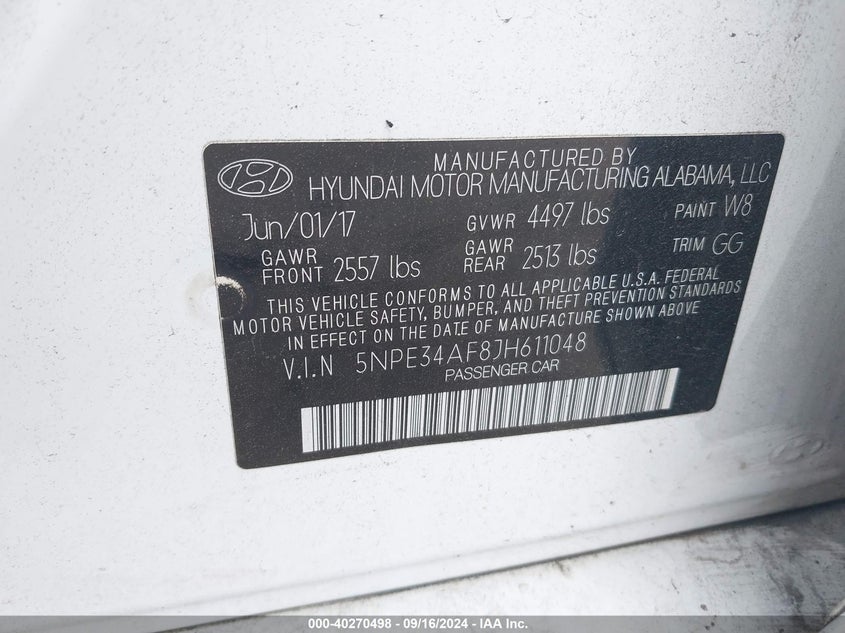 MANUFACTURED BY
HYUNDAI MOTOR MANUFACTURING ALABAMA, LLC
Jun/01/17 GVWR 4497 lbs PAINT W8
GAWR FRONT 2557 lbs GAWR REAR 2513 lbs TRIM GG
THIS VEHICLE CONFORMS TO ALL APPLICABLE U.S.A. FEDERAL
MOTOR VEHICLE SAFETY, BUMPER, AND THEFT PREVENTION STANDARDS
IN EFFECT ON THE DATE OF MANUFACTURE SHOWN ABOVE
V.I.N 5NPE34AF8JH611048
PASSENGER CAR
000-40270498 - 09/16/2024 - © IAA, Inc.